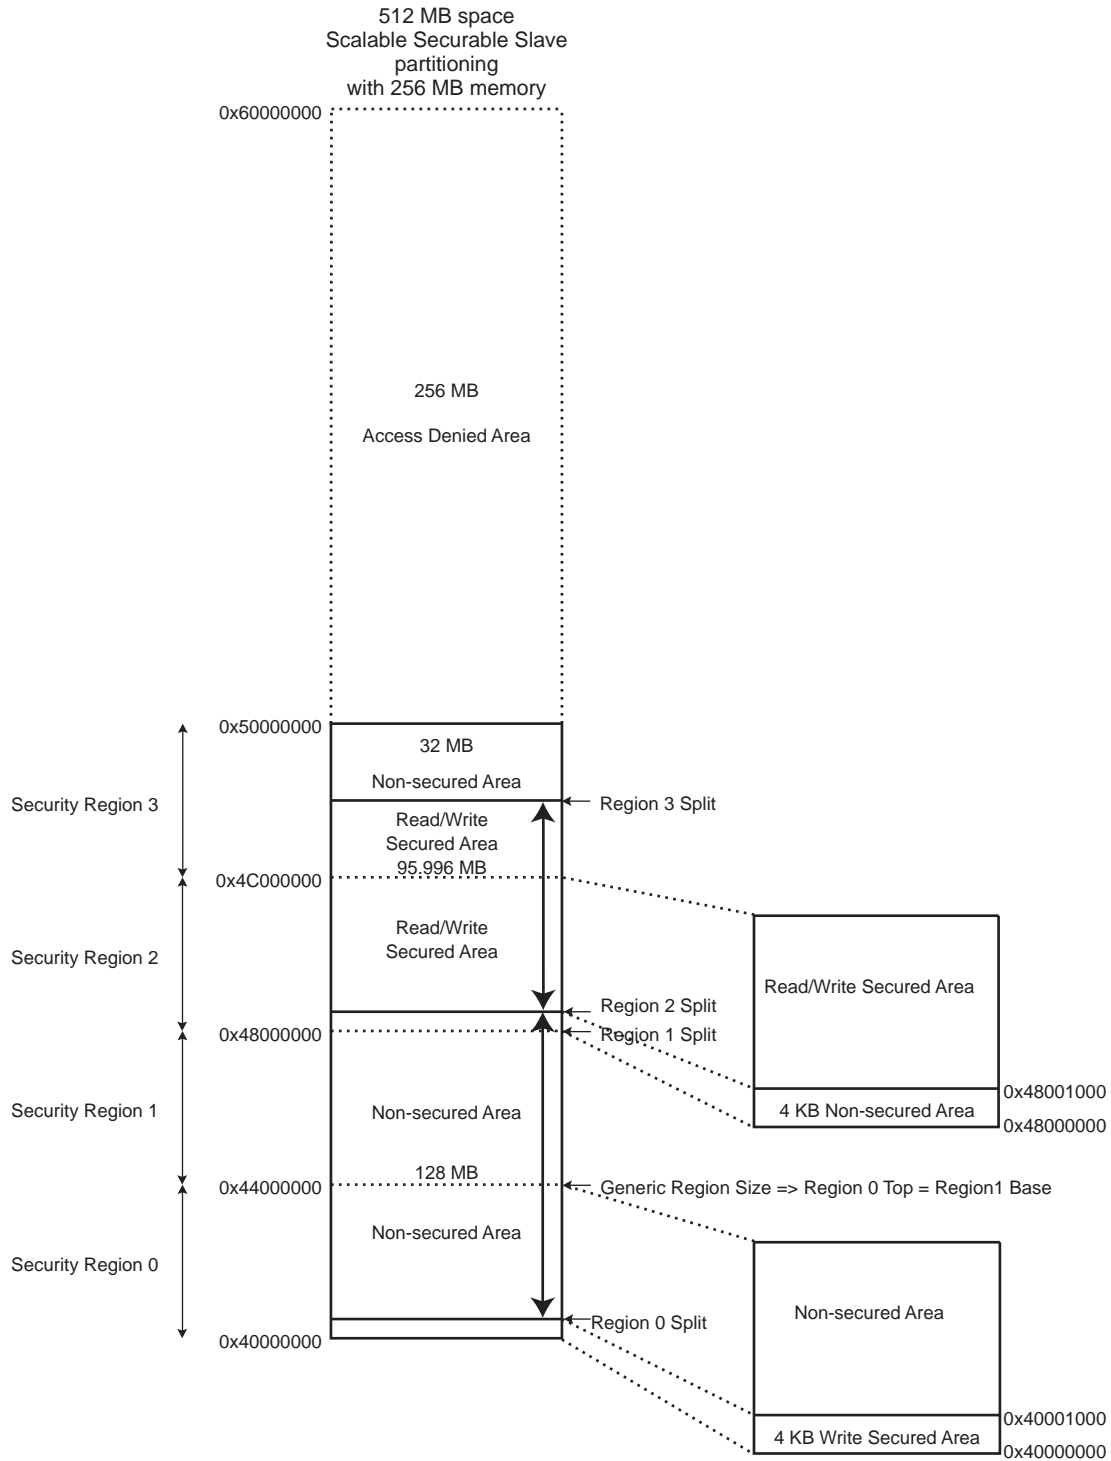 512 MB space
Scalable Securable Slave
partitioning
with 256 MB memory
0x60000000
256 MB
Access Denied Area
0x50000000
32 MB
Non-secured Area
Security Region 3
Region 3 Split
Read/Write
Secured Area
95.996 MB
0x4C000000
Read/Write
Secured Area
Security Region 2
Read/Write Secured Area
Region 2 Split
0x48000000
Region 1 Split
0x48001000
4 KB Non-secured Area
0x48000000
Security Region 1
Non-secured Area
128 MB
0x44000000
Generic Region Size => Region 0 Top = Region1 Base
Non-secured Area
Security Region 0
Non-secured Area
Region 0 Split
0x40000000
0x40001000
4 KB Write Secured Area
0x40000000